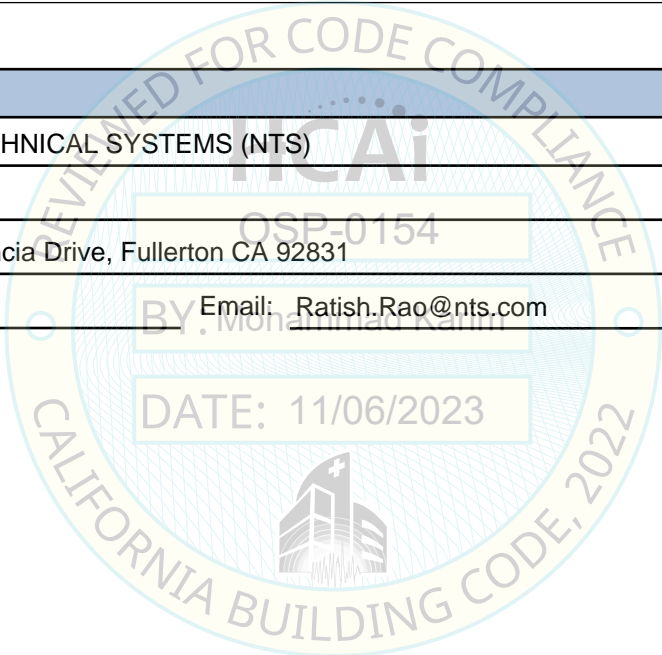 REVIEWED FOR CODE COMPLIANCE
HCAi
HNICAL SYSTEMS (NTS)
OSP-0154
cia Drive, Fullerton CA 92831
Email: Ratish.Rao@nts.com
BY: Mohammad Karim
DATE: 11/06/2023
CALIFORNIA BUILDING CODE, 2022